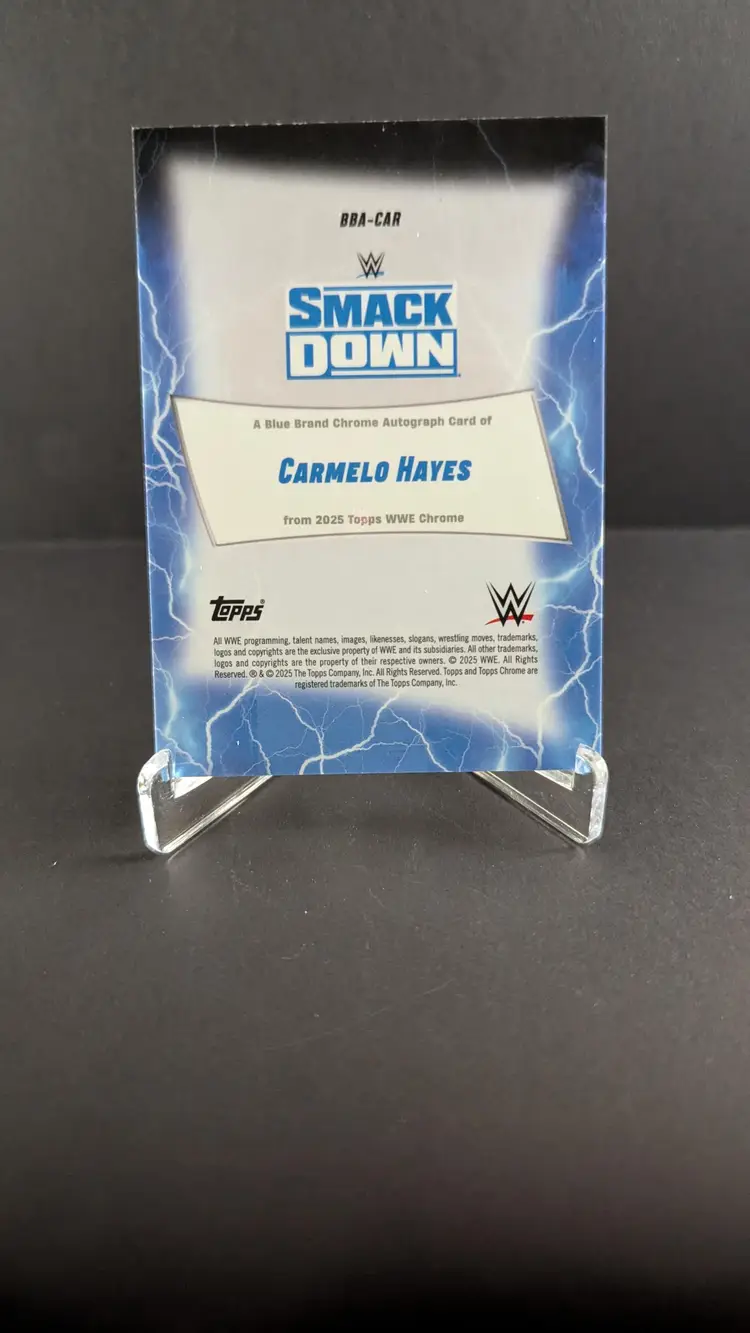 BBA-CAR
W
SMACK
DOWN
A Blue Brand Chrome Autograph Card of
CARMELO HAYES
from 2025 Topps WWE Chrome
topps®
W
All WWE programming, talent names, images, likenesses, slogans, wrestling moves, trademarks,
logos and copyrights are the exclusive property of WWE and its subsidiaries. All other trademarks,
logos and copyrights are the property of their respective owners. © 2025 WWE. All Rights
Reserved. ® & © 2025 The Topps Company, Inc. All Rights Reserved. Topps and Topps Chrome are
registered trademarks of The Topps Company, Inc.